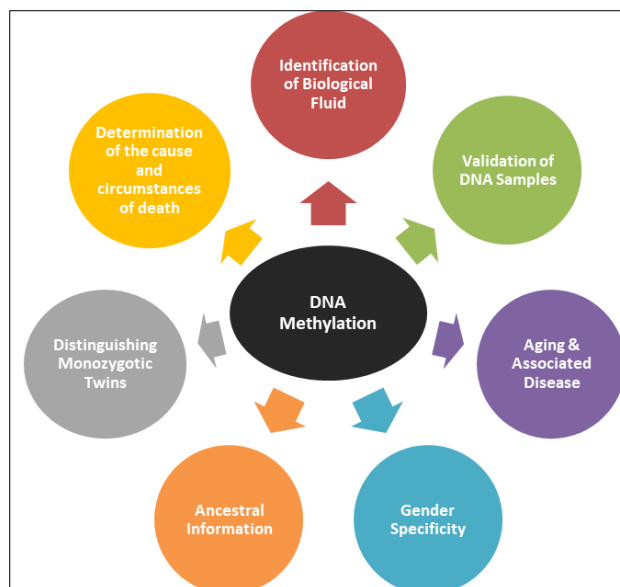 Identification
of Biological
Fluid
Validation of
DNA Samples
Aging &
Associated
Disease
Gender
Specificity
Ancestral
Information
Distinguishing
Monozygotic
Twins
Determination
of the cause
and
circumstances
of death
DNA
Methylation